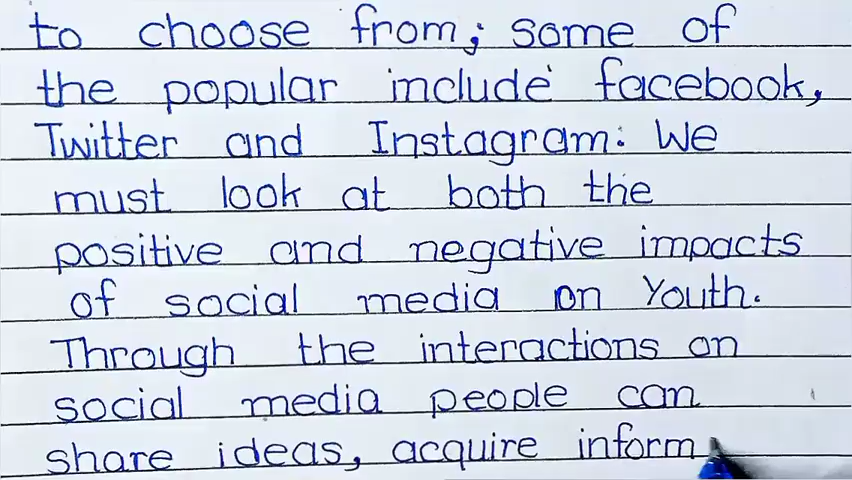 to choose from; some of
the popular include facebook,
Twitter and Instagram. We
must look at both the
positive and negative impacts
of social media on Youth.
Through the interactions on
social media people can
share ideas, acquire inform